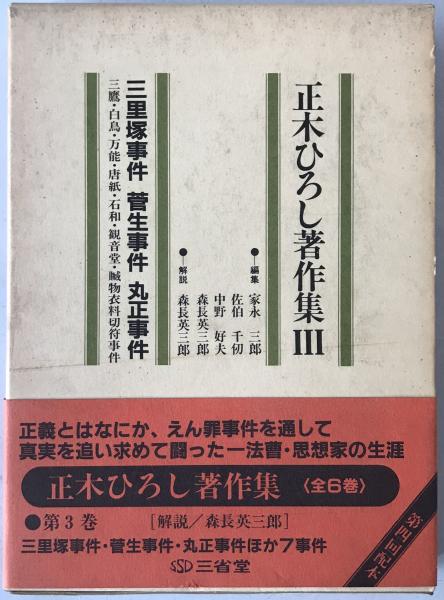 正木ひろし著作集III
●—編集
家永 三郎
佐伯 千仭
中野 好夫
森長英三郎
●—解説
森長英三郎
三里塚事件 菅生事件 丸正事件
三鷹・白鳥・万能・唐紙・石和・観音堂・贓物衣料切符事件
正義とはなにか、えん罪事件を通して
真実を追い求めて闘った一法曹・思想家の生涯
正木ひろし著作集〈全6巻〉
●第3巻 [解説／森長英三郎]
三里塚事件・菅生事件・丸正事件ほか7事件
SSD 三省堂
第四回配本